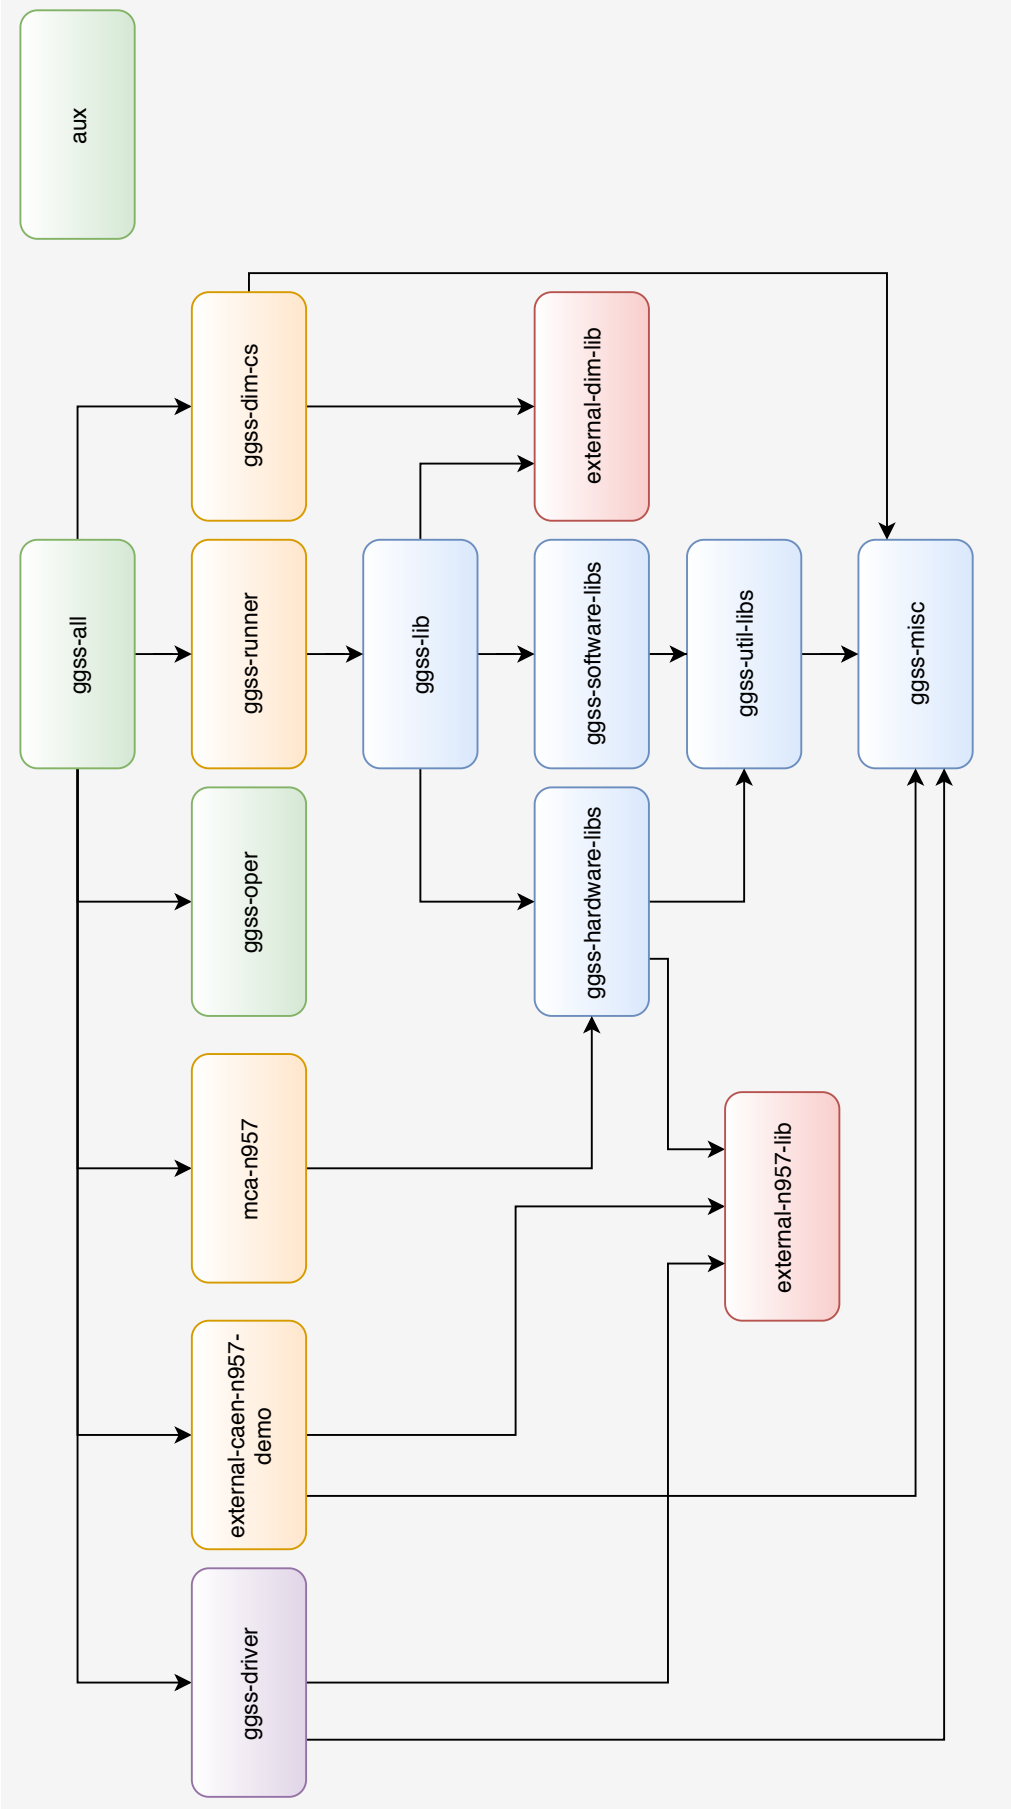 aux
ggss-all
ggss-dim-cs
ggss-runner
ggss-oper
mca-n957
external-caen-n957-
demo
ggss-driver
ggss-lib
external-dim-lib
ggss-software-libs
ggss-hardware-libs
ggss-util-libs
external-n957-lib
ggss-misc